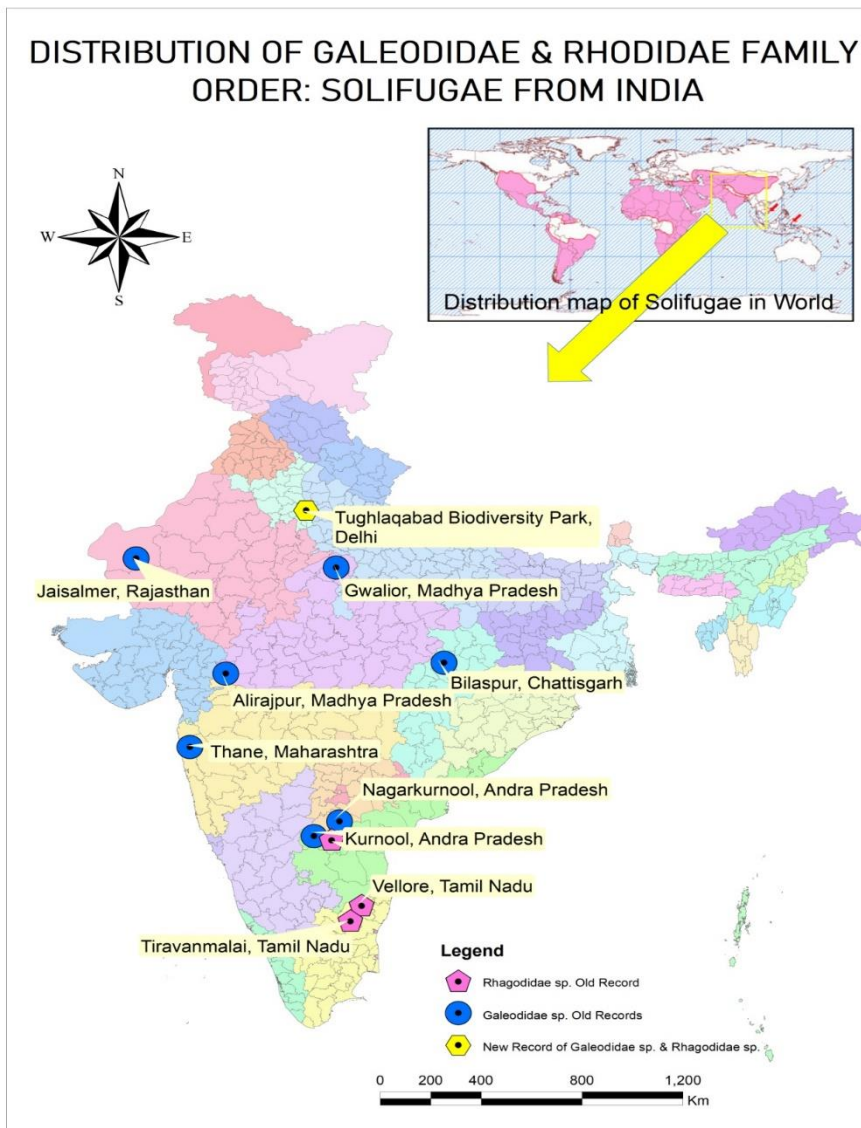 DISTRIBUTION OF GALEODIDAE & RHODIDAE FAMILY
ORDER: SOLIFUGAE FROM INDIA
N
W
E
S
Distribution map of Solifugae in World
Tughlaqabad Biodiversity Park,
Delhi
Jaisalmer, Rajasthan
Gwalior, Madhya Pradesh
Bilaspur, Chattisgarh
Alirajpur, Madhya Pradesh
Thane, Maharashtra
Nagarkurnool, Andra Pradesh
Kurnool, Andra Pradesh
Vellore, Tamil Nadu
Tiravanmalai, Tamil Nadu
Legend
Rhagodidae sp. Old Record
Galeodidae sp. Old Records
New Record of Galeodidae sp. & Rhagodidae sp.
0 200 400 800 1,200
Km